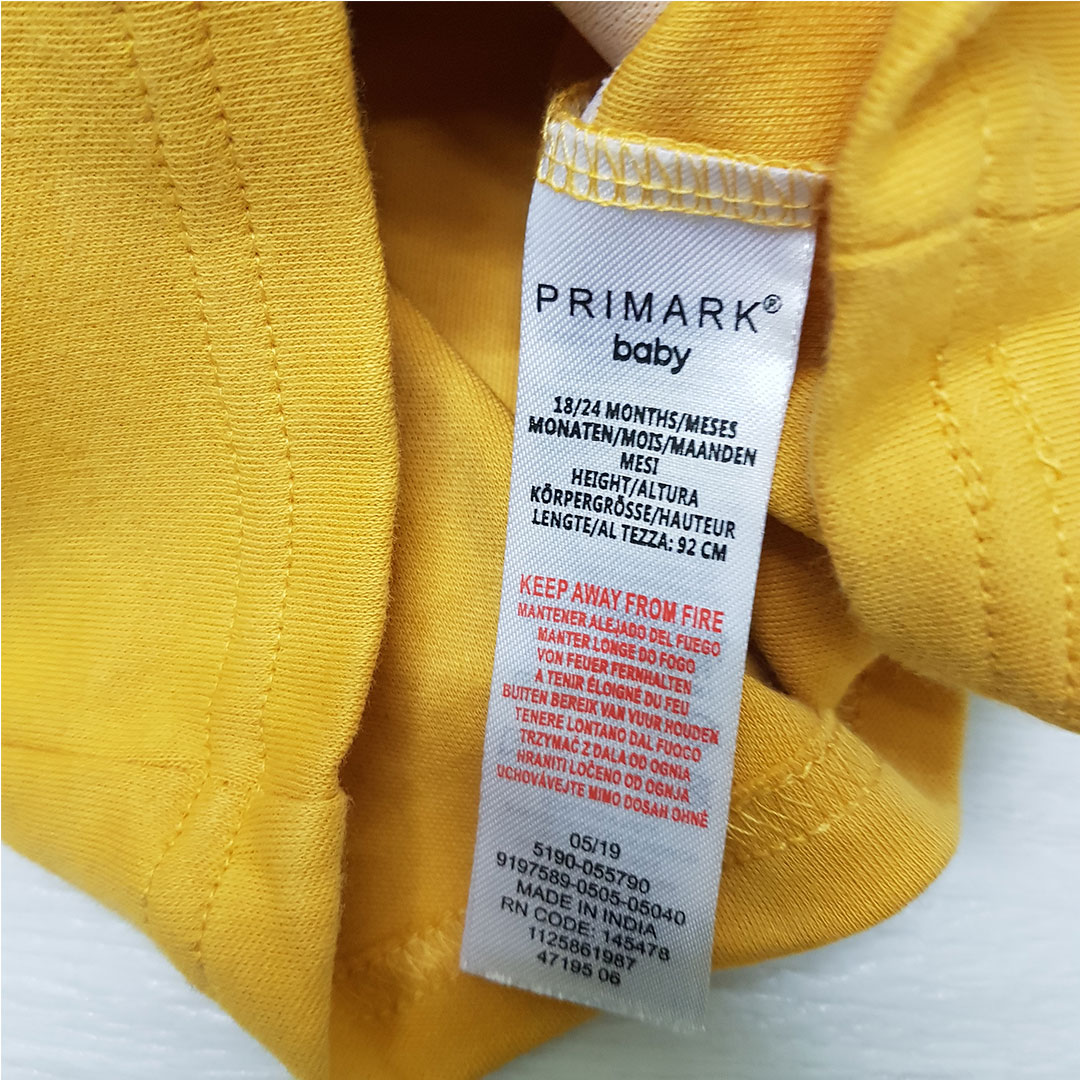 PRIMARK®
baby
18/24 MONTHS/MESES
MONATEN/MOIS/MAANDEN
MESI
HEIGHT/ALTURA
KÖRPERGRÖSSE/HAUTEUR
LENGTE/AL TEZZA: 92 CM
KEEP AWAY FROM FIRE
MANTENER ALEJADO DEL FUEGO
MANTER LONGE DO FOGO
VON FEUER FERNHALTEN
À TENIR ÉLOIGNÉ DU FEU
BUITEN BEREIK VAN VUUR HOUDEN
TENERE LONTANO DAL FUOCO
TRZYMAĆ Z DALA OD OGNIA
HRANITI LOČENO OD OGNJA
UCHOVÁVEJTE MIMO DOSAH OHNĚ
05/19
5190-055790
9197589-0505-05040
MADE IN INDIA
RN CODE: 145478
1125861987
47195 06